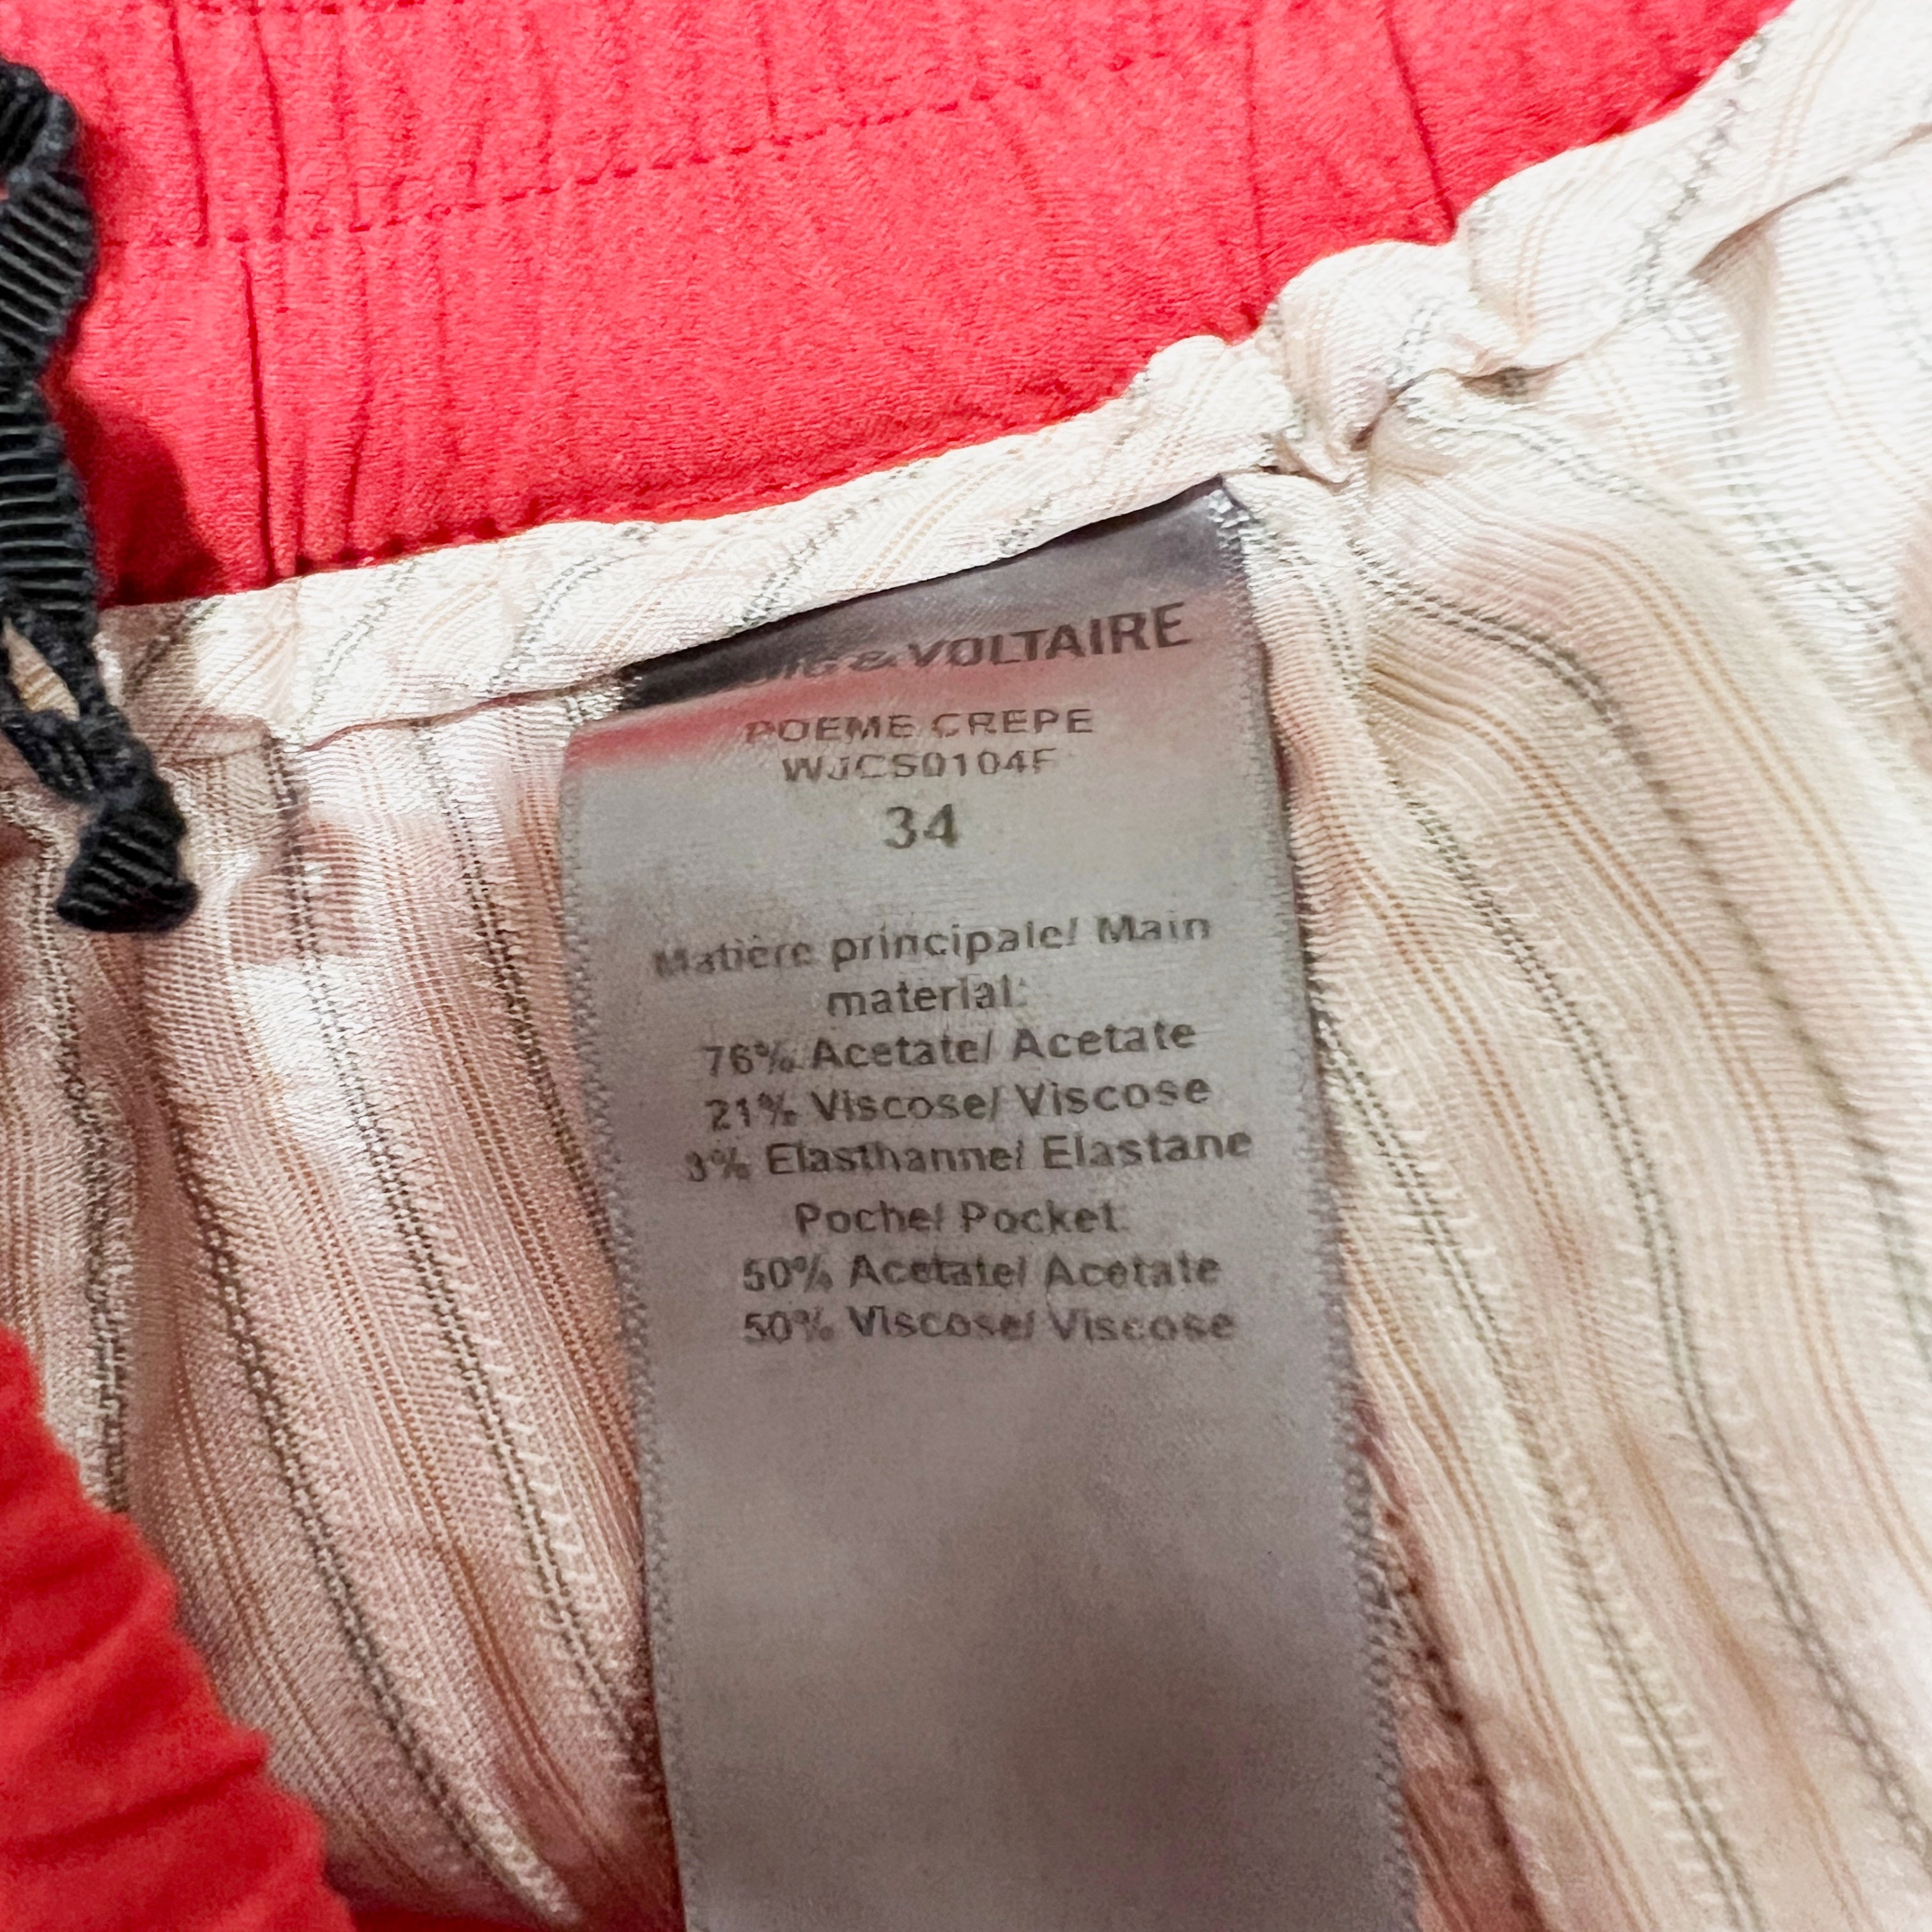 & VOLTAIRE
POEME CREPE
WJCS0104F
34
Matière principale/ Main
material:
76% Acetate/ Acetate
21% Viscose/ Viscose
3% Elasthanne/ Elastane
Poche/ Pocket:
50% Acetate/ Acetate
50% Viscose/ Viscose